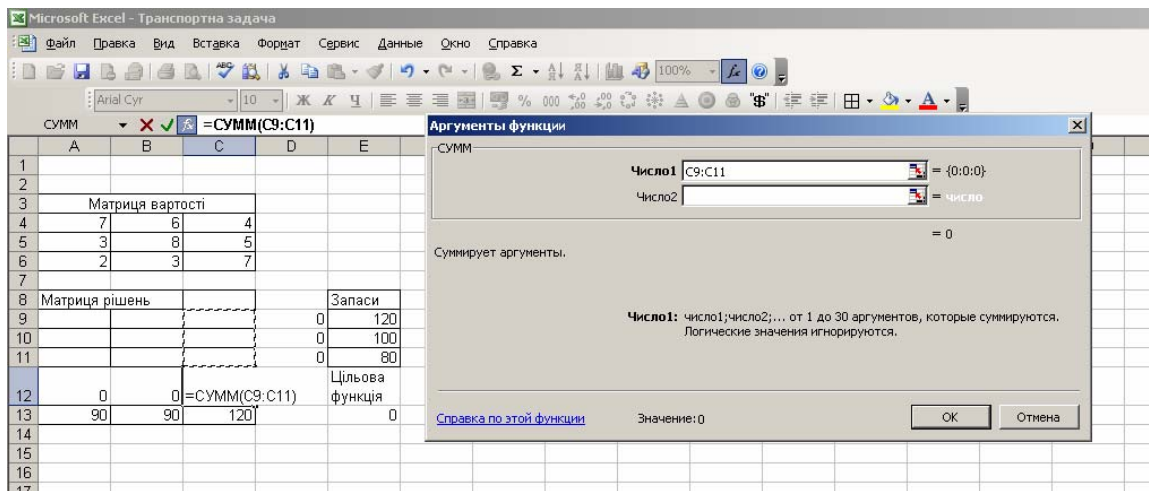 Microsoft Excel - Транспортна задача
Файл Правка Вид Вставка Формат Сервис Данные Окно Справка
100%
Arial Cyr 10 Ж К Ч % 000
СУММ =СУММ(C9:C11)
A B C D E
1
2
3 Матриця вартості
4 7 6 4
5 3 8 5
6 2 3 7
7
8 Матриця рішень Запаси
9 0 120
10 0 100
11 0 80
12 0 0 =СУММ(C9:C11) Цільова
функція
13 90 90 120 0
14
15
16
17
Аргументы функции
СУММ
Число1 C9:C11 = {0:0:0}
Число2 = число
= 0
Суммирует аргументы.
Число1: число1;число2;... от 1 до 30 аргументов, которые суммируются.
Логические значения игнорируются.
Справка по этой функции Значение:0 ОК Отмена